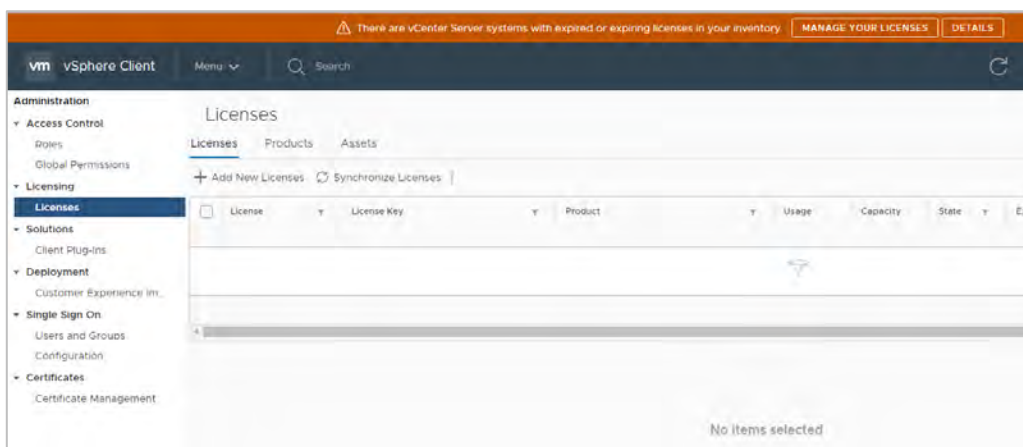 There are vCenter Server systems with expired or expiring licenses in your inventory. MANAGE YOUR LICENSES DETAILS
vm vSphere Client Menu Search
Administration
Access Control
Roles
Global Permissions
Licensing
Licenses
Solutions
Client Plug-Ins
Deployment
Customer Experience Im...
Single Sign On
Users and Groups
Configuration
Certificates
Certificate Management
Licenses
Licenses Products Assets
Add New Licenses Synchronize Licenses
License License Key Product Usage Capacity State E
No items selected